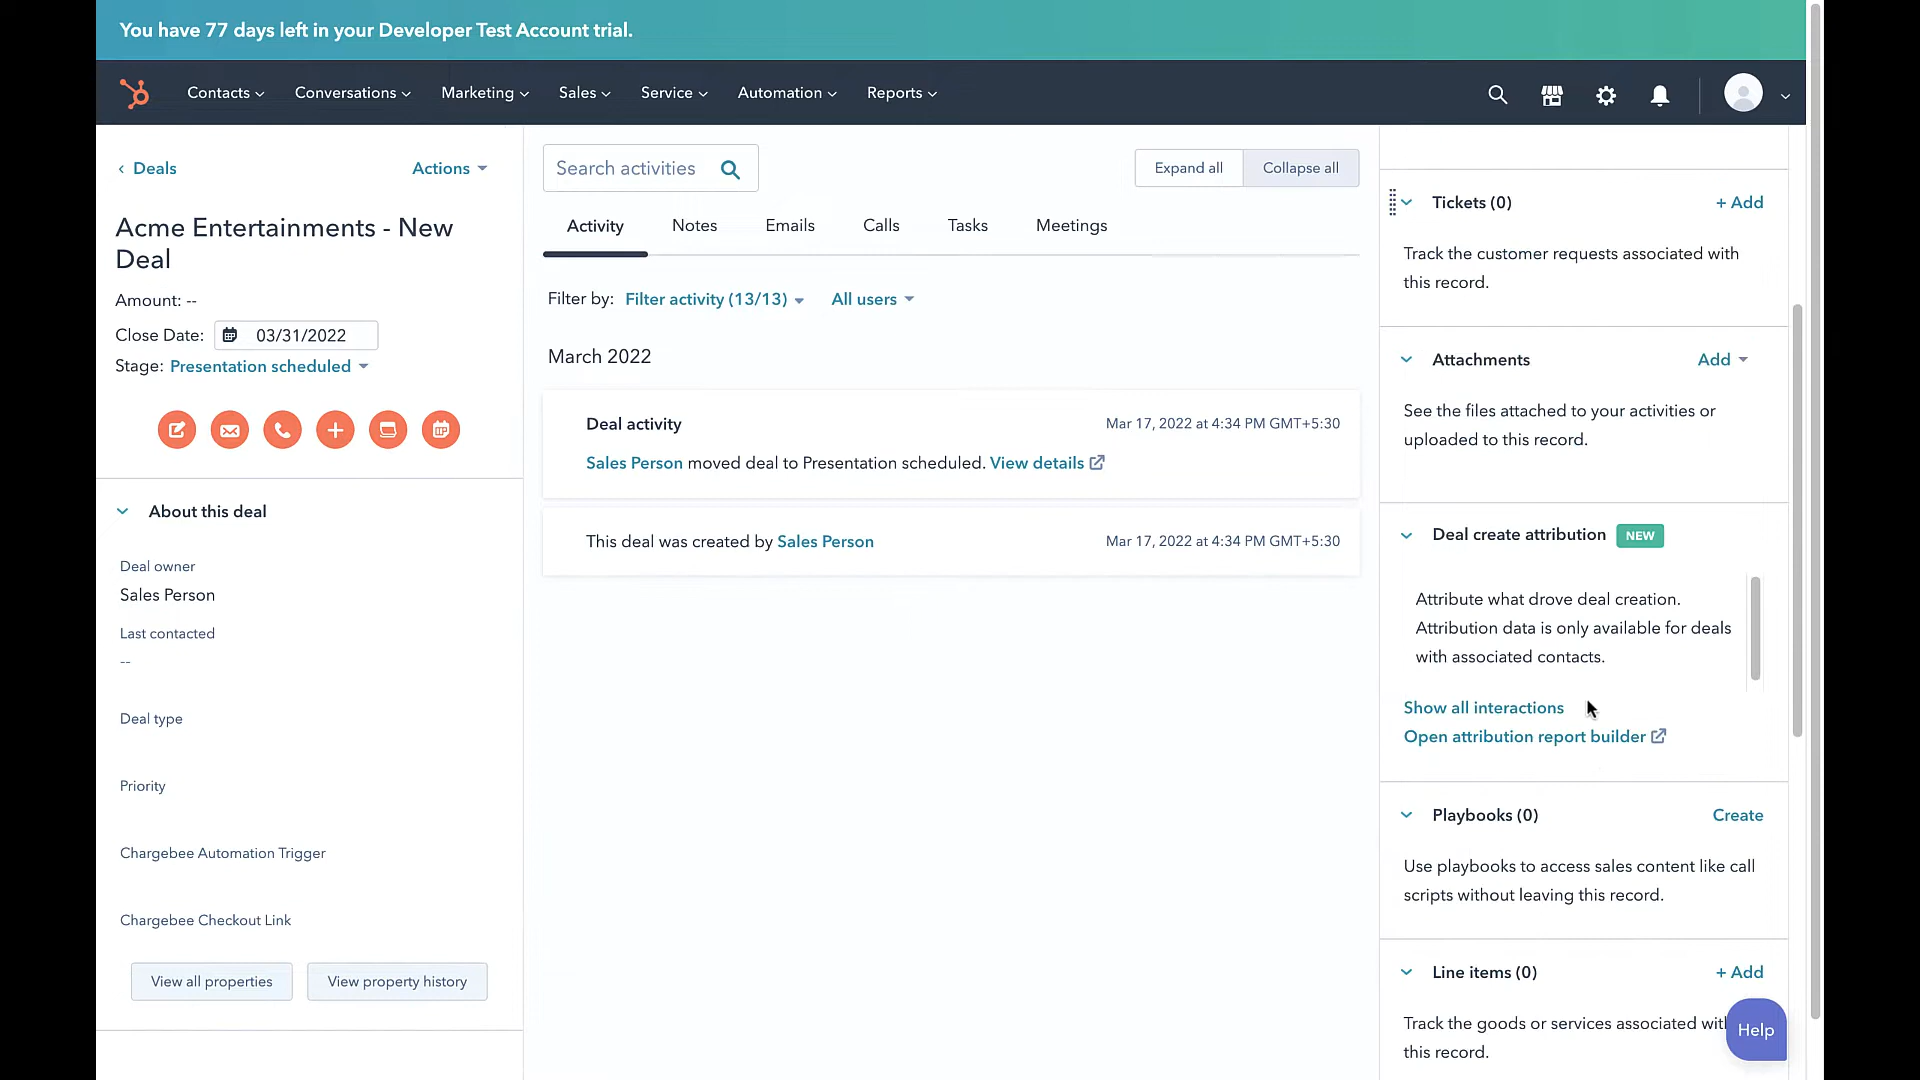 You have 77 days left in your Developer Test Account trial.
Contacts
Conversations
Marketing
Sales
Service
Automation
Reports
Deals
Actions
Acme Entertainments - New
Deal
Amount: --
Close Date: 03/31/2022
Stage: Presentation scheduled
About this deal
Deal owner
Sales Person
Last contacted
--
Deal type
Priority
Chargebee Automation Trigger
Chargebee Checkout Link
View all properties
View property history
Search activities
Expand all
Collapse all
Activity
Notes
Emails
Calls
Tasks
Meetings
Filter by: Filter activity (13/13) All users
March 2022
Deal activity
Mar 17, 2022 at 4:34 PM GMT+5:30
Sales Person moved deal to Presentation scheduled. View details
This deal was created by Sales Person
Mar 17, 2022 at 4:34 PM GMT+5:30
Tickets (0)
+ Add
Track the customer requests associated with
this record.
Attachments
Add
See the files attached to your activities or
uploaded to this record.
Deal create attribution NEW
Attribute what drove deal creation.
Attribution data is only available for deals
with associated contacts.
Show all interactions
Open attribution report builder
Playbooks (0)
Create
Use playbooks to access sales content like call
scripts without leaving this record.
Line items (0)
+ Add
Track the goods or services associated wit
this record.
Help